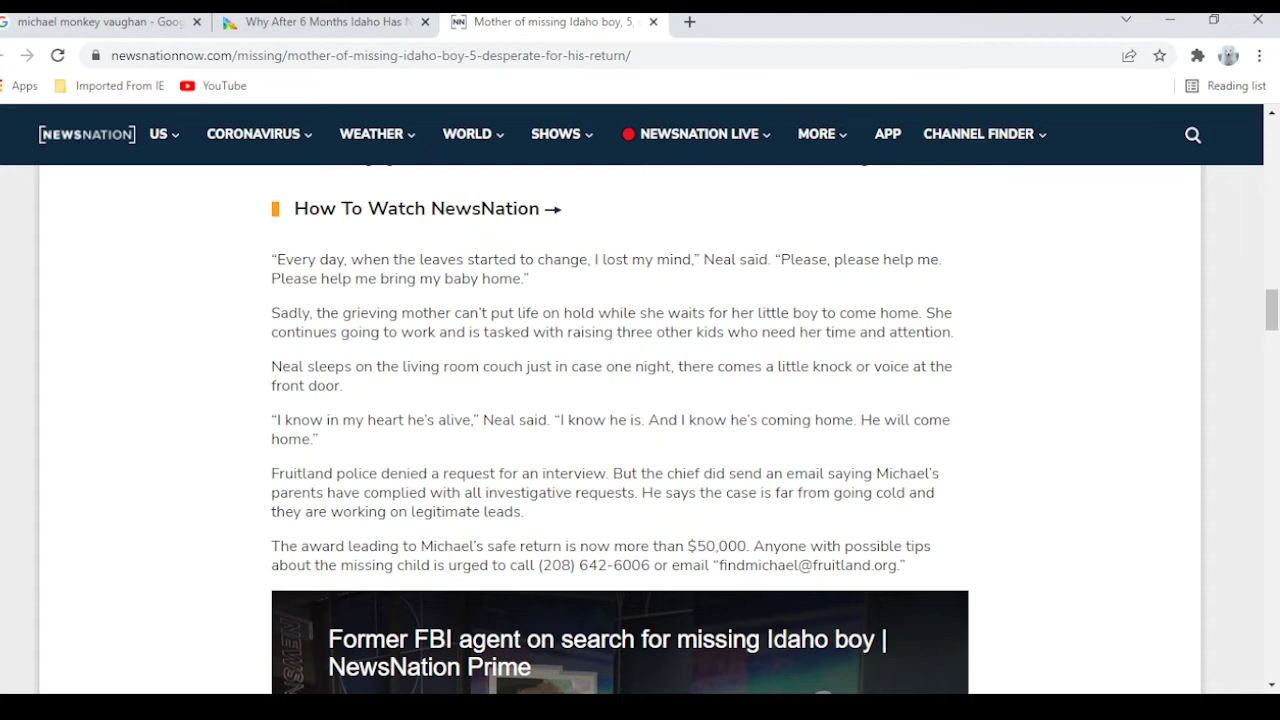 michael monkey vaughan - Goog
Why After 6 Months Idaho Has N
NN Mother of missing Idaho boy, 5,
newsnationnow.com/missing/mother-of-missing-idaho-boy-5-desperate-for-his-return/
Apps Imported From IE YouTube Reading list
[NEWSNATION] US CORONAVIRUS WEATHER WORLD SHOWS NEWSNATION LIVE MORE APP CHANNEL FINDER
How To Watch NewsNation →
“Every day, when the leaves started to change, I lost my mind,” Neal said. “Please, please help me.
Please help me bring my baby home.”
Sadly, the grieving mother can’t put life on hold while she waits for her little boy to come home. She
continues going to work and is tasked with raising three other kids who need her time and attention.
Neal sleeps on the living room couch just in case one night, there comes a little knock or voice at the
front door.
“I know in my heart he’s alive,” Neal said. “I know he is. And I know he’s coming home. He will come
home.”
Fruitland police denied a request for an interview. But the chief did send an email saying Michael’s
parents have complied with all investigative requests. He says the case is far from going cold and
they are working on legitimate leads.
The award leading to Michael’s safe return is now more than $50,000. Anyone with possible tips
about the missing child is urged to call (208) 642-6006 or email “findmichael@fruitland.org.”
Former FBI agent on search for missing Idaho boy |
NewsNation Prime